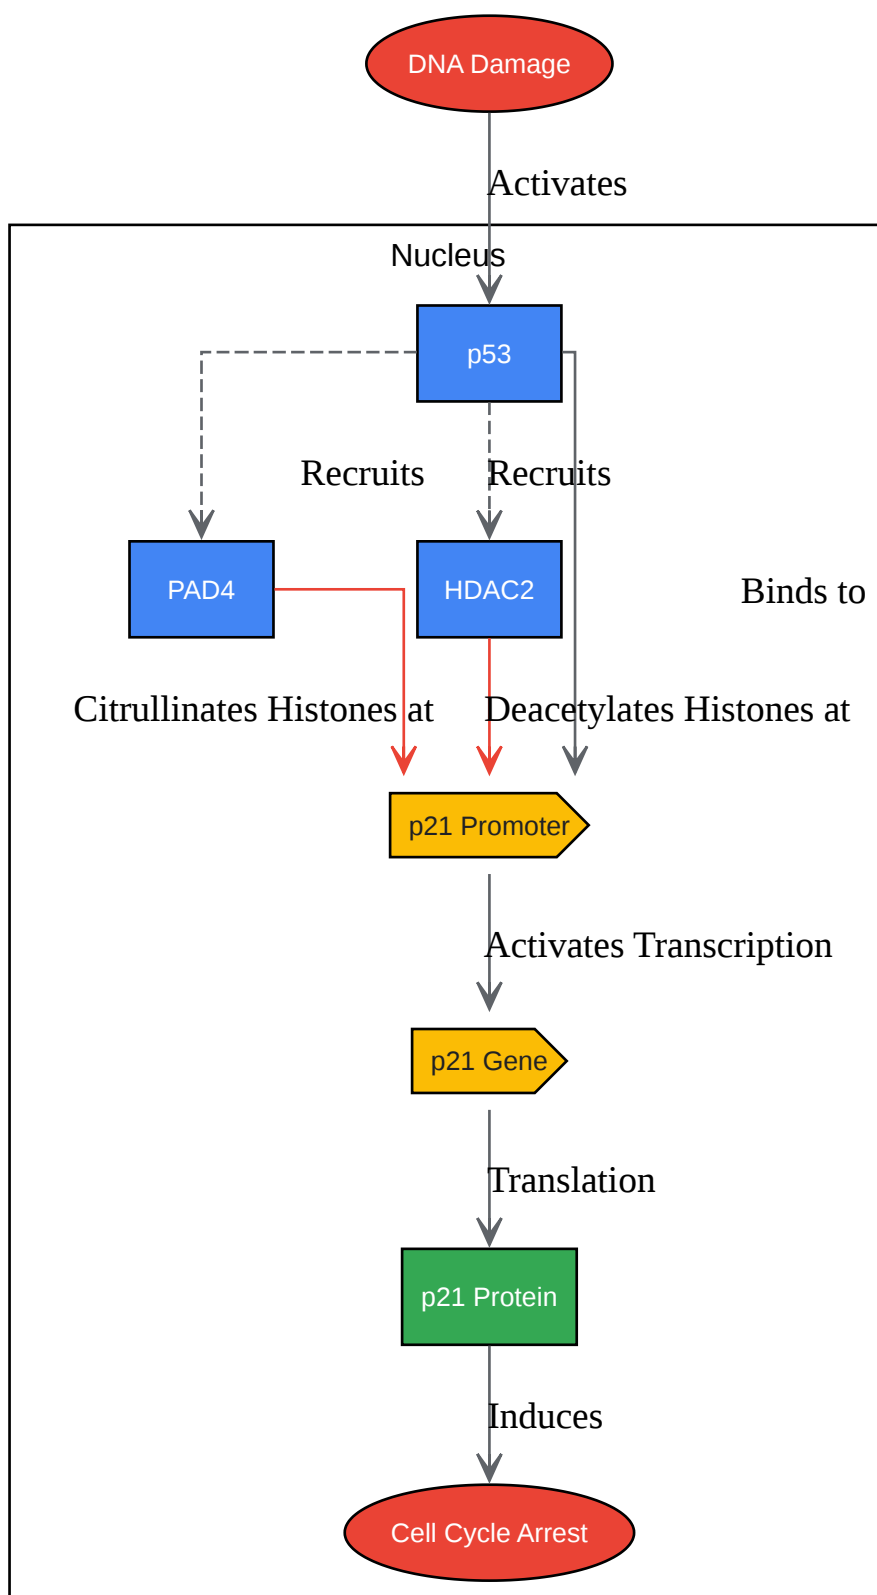 DNA Damage
Activates
Nucleus
p53
Recruits
Recruits
PAD4
HDAC2
Binds to
Citrullinates Histones at
Deacetylates Histones at
p21 Promoter
Activates Transcription
p21 Gene
Translation
p21 Protein
Induces
Cell Cycle Arrest